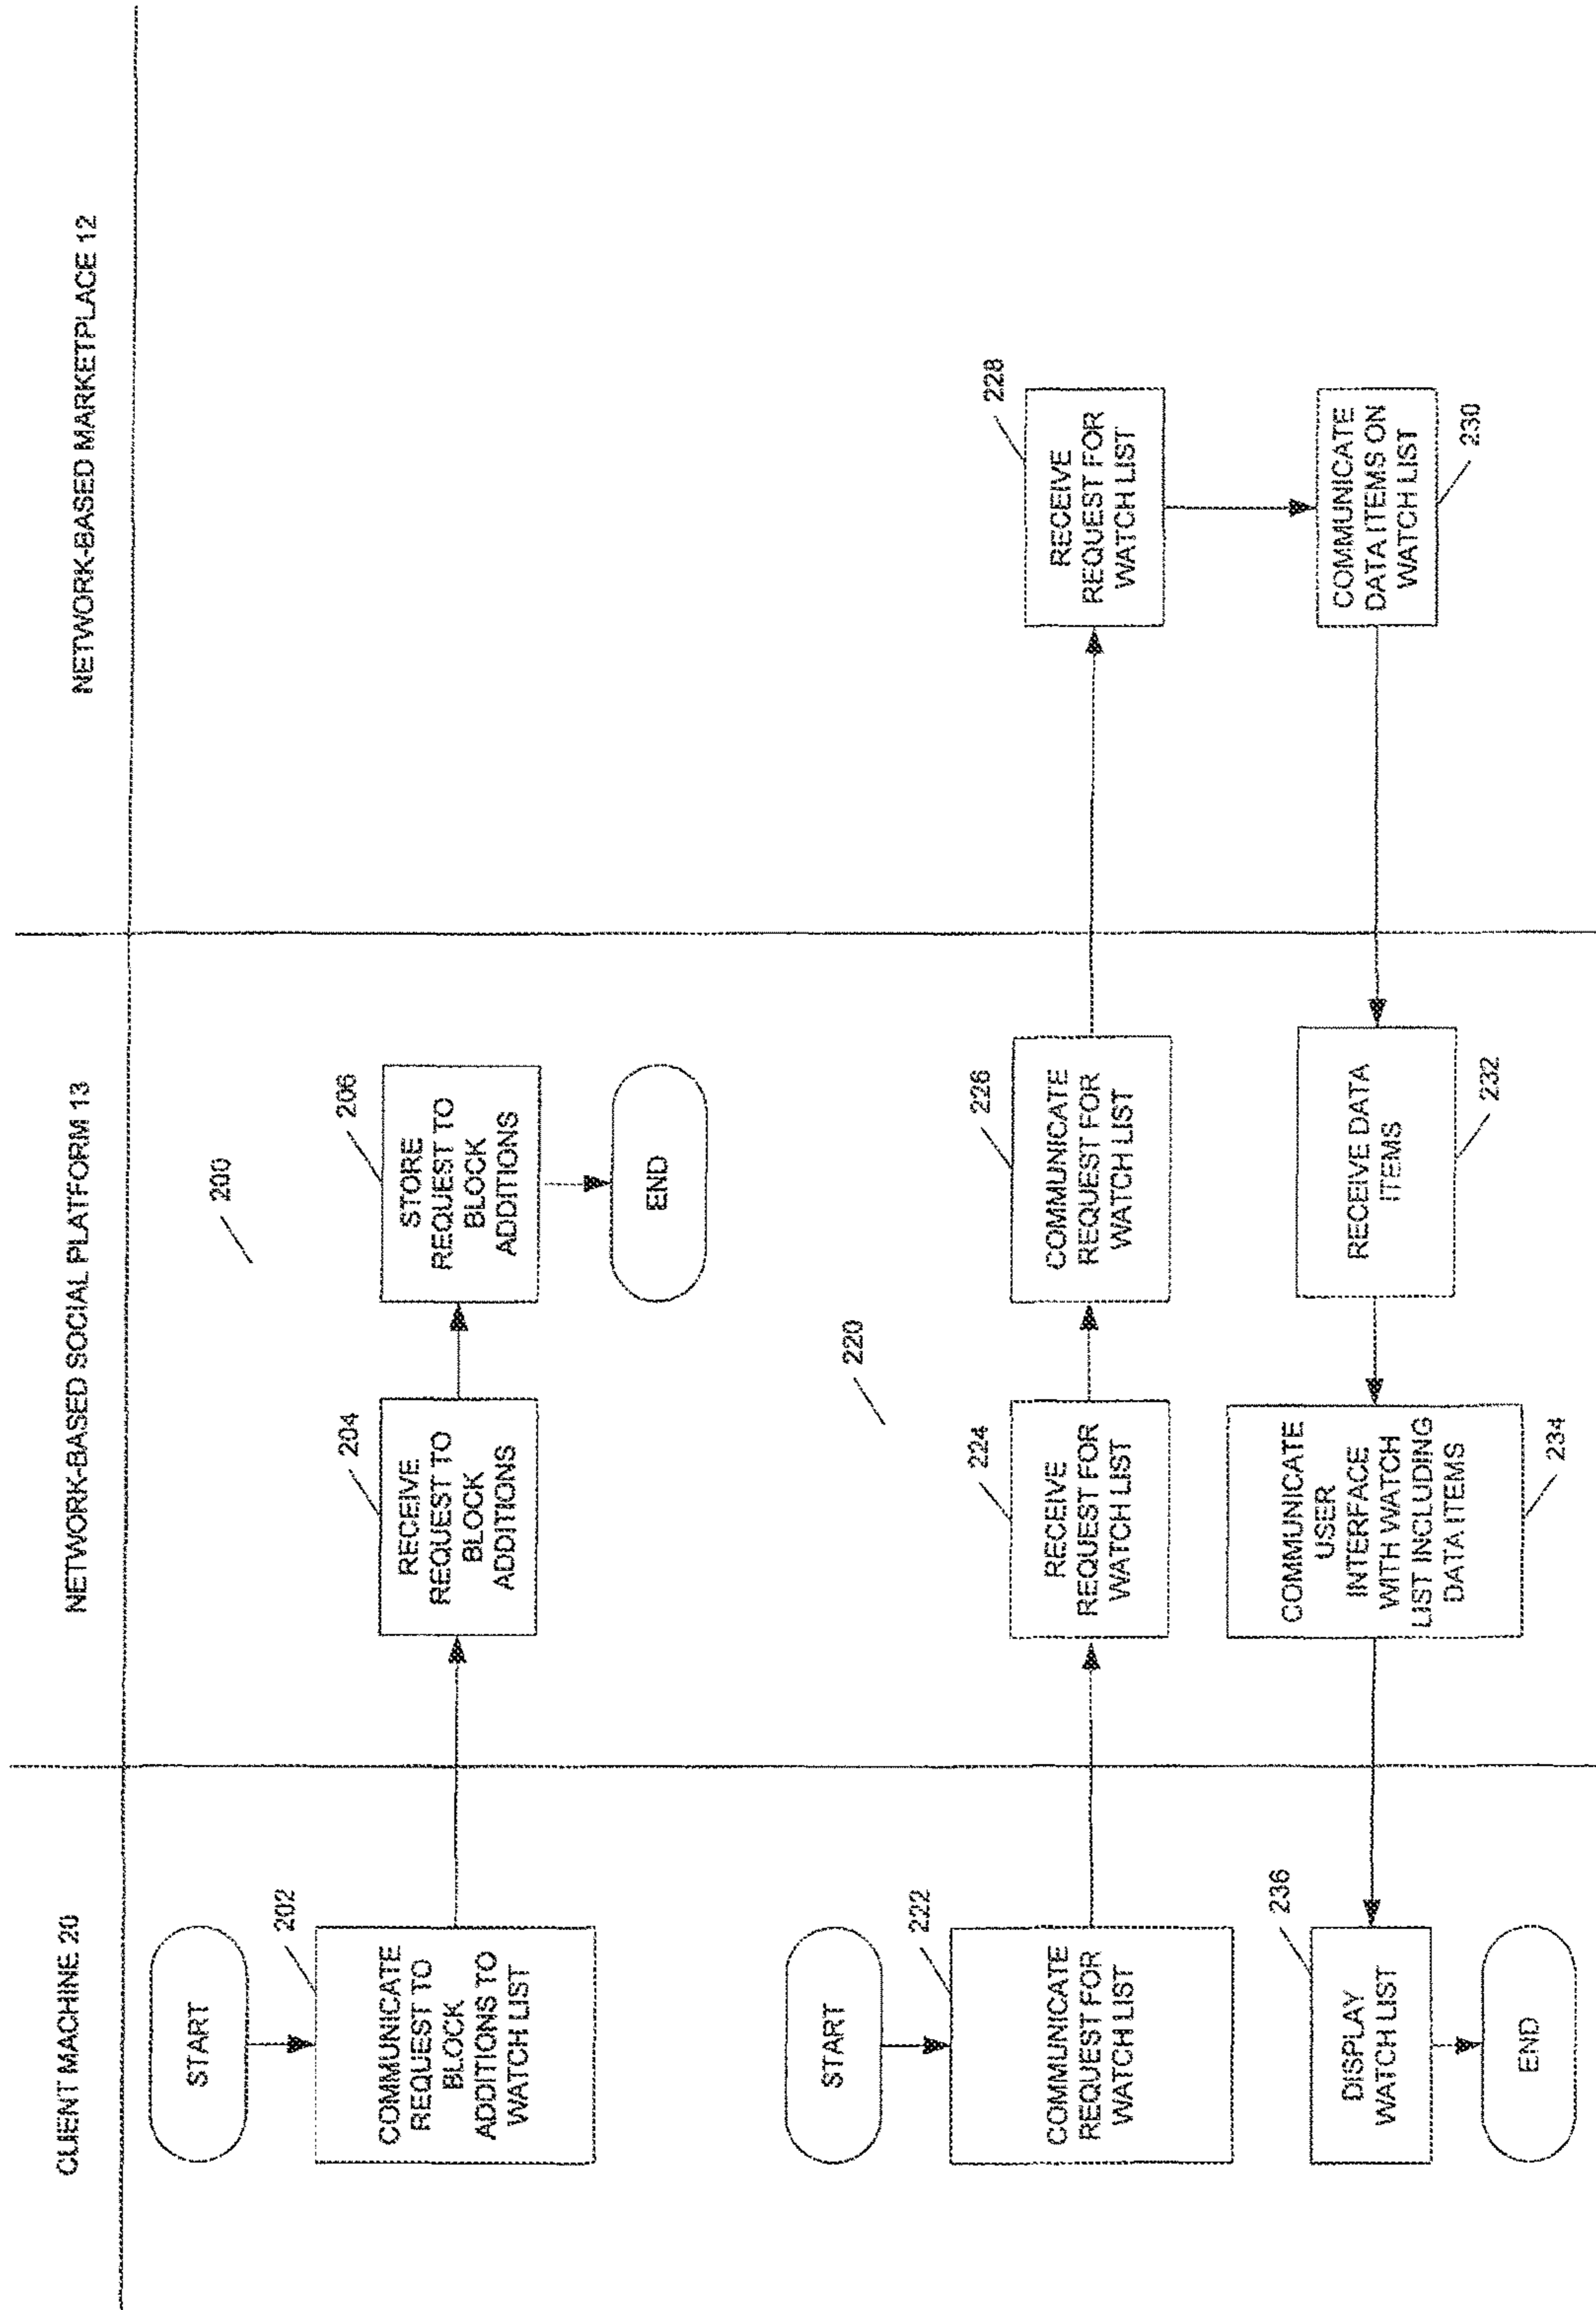 CLIENT MACHINE 20
NETWORK-BASED SOCIAL PLATFORM 13
NETWORK-BASED MARKETPLACE 12
200
START
202
COMMUNICATE
REQUEST TO
BLOCK
ADDITIONS TO
WATCH LIST
204
RECEIVE
REQUEST TO
BLOCK
ADDITIONS
206
STORE
REQUEST TO
BLOCK
ADDITIONS
END
220
START
222
COMMUNICATE
REQUEST FOR
WATCH LIST
224
RECEIVE
REQUEST FOR
WATCH LIST
226
COMMUNICATE
REQUEST FOR
WATCH LIST
228
RECEIVE
REQUEST FOR
WATCH LIST
COMMUNICATE
DATA ITEMS ON
WATCH LIST
230
RECEIVE DATA
ITEMS
232
COMMUNICATE
USER
INTERFACE
WITH WATCH
LIST INCLUDING
DATA ITEMS
234
236
DISPLAY
WATCH LIST
END